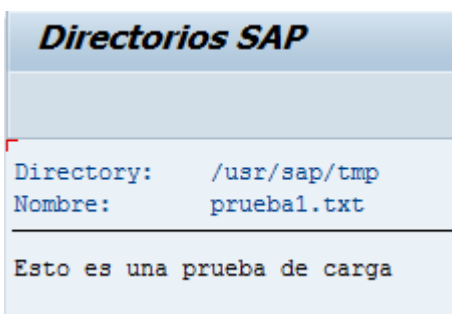 Directorios SAP
Directory: /usr/sap/tmp
Nombre: prueba1.txt
Esto es una prueba de carga